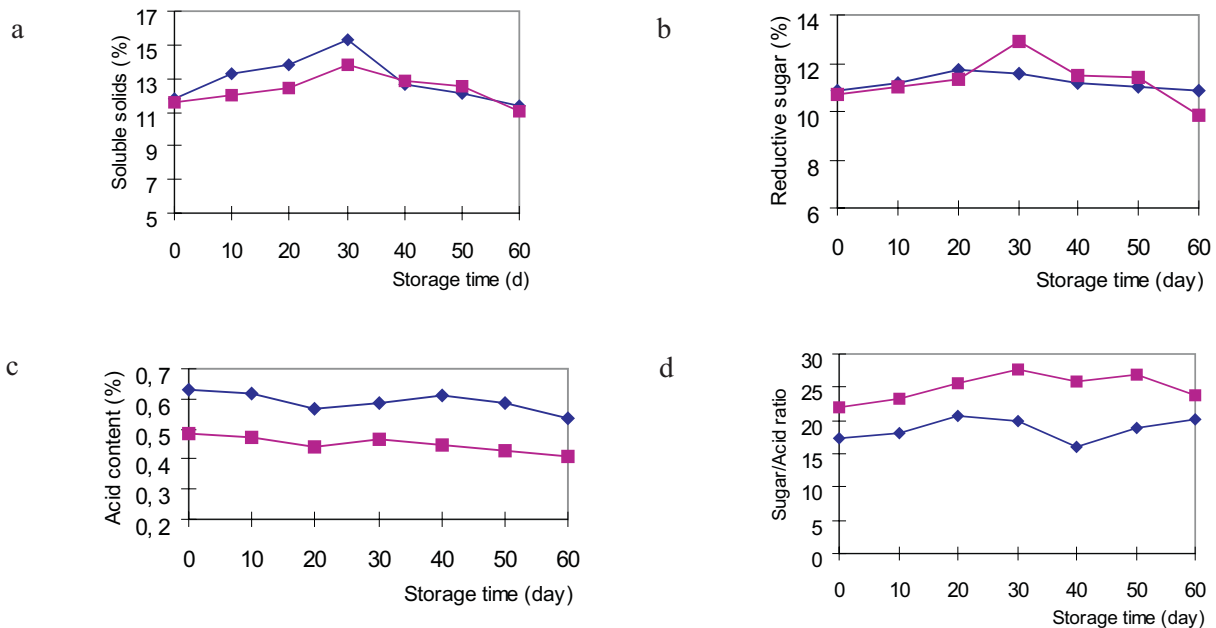 a
Soluble solids (%)
17
15
13
11
9
7
5
0 10 20 30 40 50 60
Storage time (d)
b
Reductive sugar (%)
14
12
10
8
6
0 10 20 30 40 50 60
Storage time (day)
c
Acid content (%)
0, 7
0, 6
0, 5
0, 4
0, 3
0, 2
0 10 20 30 40 50 60
Storage time (day)
d
Sugar/Acid ratio
30
25
20
15
10
5
0
0 10 20 30 40 50 60
Storage time (day)